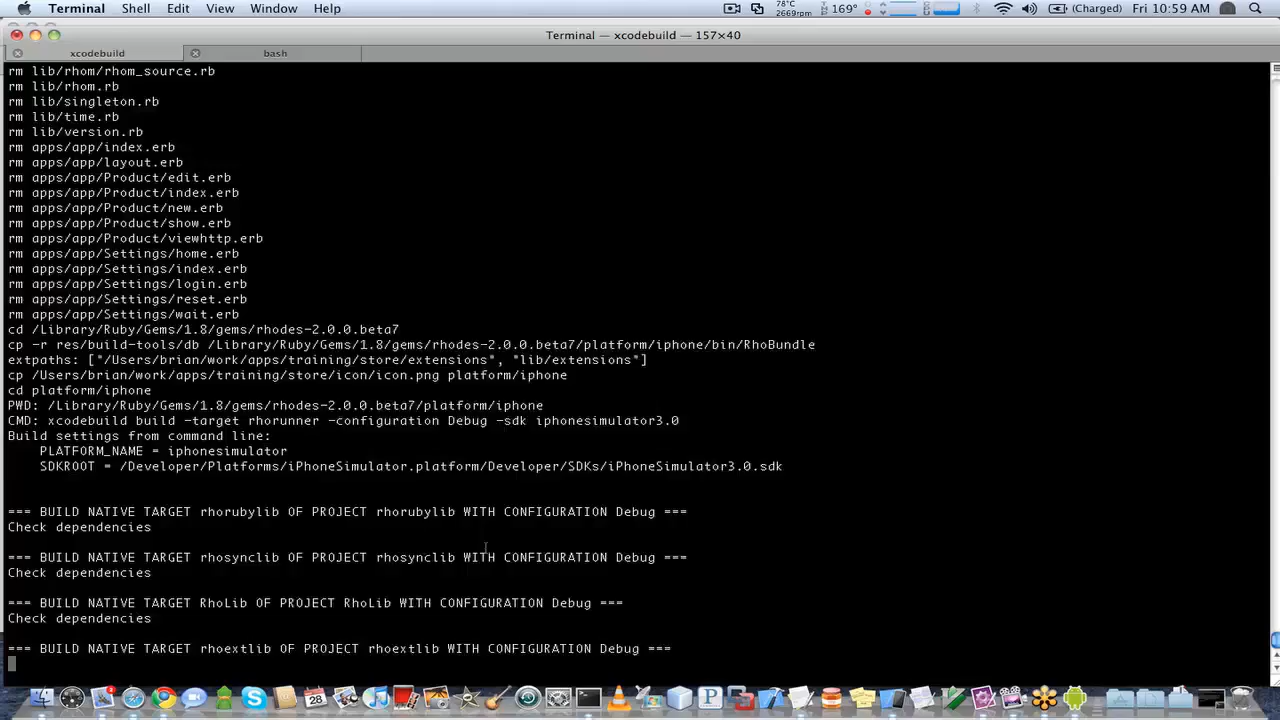 Terminal Shell Edit View Window Help 78°C 2669rpm 169° (Charged) Fri 10:59 AM
Terminal — xcodebuild — 157×40
xcodebuild bash
rm lib/rhom/rhom_source.rb
rm lib/rhom.rb
rm lib/singleton.rb
rm lib/time.rb
rm lib/version.rb
rm apps/app/index.erb
rm apps/app/layout.erb
rm apps/app/Product/edit.erb
rm apps/app/Product/index.erb
rm apps/app/Product/new.erb
rm apps/app/Product/show.erb
rm apps/app/Product/viewhttp.erb
rm apps/app/Settings/home.erb
rm apps/app/Settings/index.erb
rm apps/app/Settings/login.erb
rm apps/app/Settings/reset.erb
rm apps/app/Settings/wait.erb
cd /Library/Ruby/Gems/1.8/gems/rhodes-2.0.0.beta7
cp -r res/build-tools/db /Library/Ruby/Gems/1.8/gems/rhodes-2.0.0.beta7/platform/iphone/bin/RhoBundle
extpaths: ["/Users/brian/work/apps/training/store/extensions", "lib/extensions"]
cp /Users/brian/work/apps/training/store/icon/icon.png platform/iphone
cd platform/iphone
PWD: /Library/Ruby/Gems/1.8/gems/rhodes-2.0.0.beta7/platform/iphone
CMD: xcodebuild build -target rhorunner -configuration Debug -sdk iphonesimulator3.0
Build settings from command line:
PLATFORM_NAME = iphonesimulator
SDKROOT = /Developer/Platforms/iPhoneSimulator.platform/Developer/SDKs/iPhoneSimulator3.0.sdk
=== BUILD NATIVE TARGET rhorubylib OF PROJECT rhorubylib WITH CONFIGURATION Debug ===
Check dependencies
=== BUILD NATIVE TARGET rhosynclib OF PROJECT rhosynclib WITH CONFIGURATION Debug ===
Check dependencies
=== BUILD NATIVE TARGET RhoLib OF PROJECT RhoLib WITH CONFIGURATION Debug ===
Check dependencies
=== BUILD NATIVE TARGET rhoextlib OF PROJECT rhoextlib WITH CONFIGURATION Debug ===